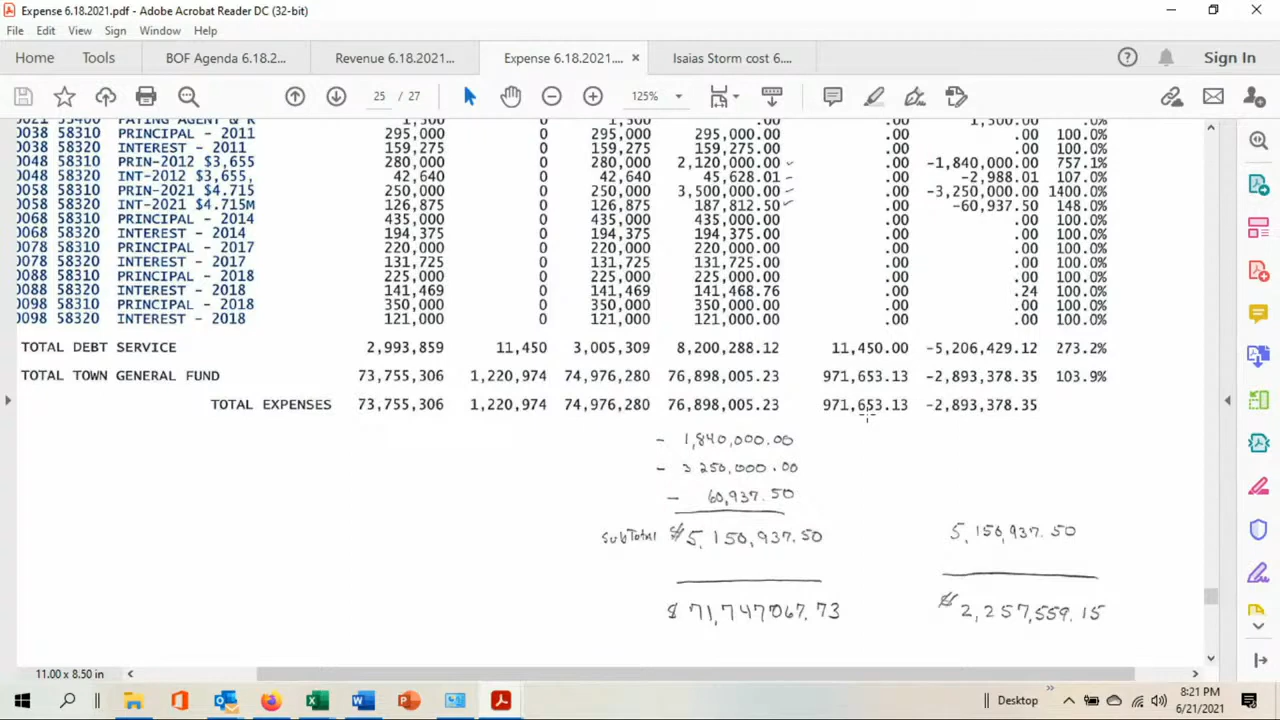 Expense 6.18.2021.pdf - Adobe Acrobat Reader DC (32-bit)
File Edit View Sign Window Help
Home Tools BOF Agenda 6.18.2... Revenue 6.18.2021... Expense 6.18.2021.... × Isaias Storm cost 6.... Sign In
25 / 27 125%
0021 53400 PAYING AGENT & R 1,500 0 1,500 .00 .00 1,500.00 .0%
0038 58310 PRINCIPAL - 2011 295,000 0 295,000 295,000.00 .00 .00 100.0%
0038 58320 INTEREST - 2011 159,275 0 159,275 159,275.00 .00 .00 100.0%
0048 58310 PRIN-2012 $3,655 280,000 0 280,000 2,120,000.00 .00 -1,840,000.00 757.1%
0048 58320 INT-2012 $3,655, 42,640 0 42,640 45,628.01 .00 -2,988.01 107.0%
0058 58310 PRIN-2021 $4.715 250,000 0 250,000 3,500,000.00 .00 -3,250,000.00 1400.0%
0058 58320 INT-2021 $4.715M 126,875 0 126,875 187,812.50 .00 -60,937.50 148.0%
0068 58310 PRINCIPAL - 2014 435,000 0 435,000 435,000.00 .00 .00 100.0%
0068 58320 INTEREST - 2014 194,375 0 194,375 194,375.00 .00 .00 100.0%
0078 58310 PRINCIPAL - 2017 220,000 0 220,000 220,000.00 .00 .00 100.0%
0078 58320 INTEREST - 2017 131,725 0 131,725 131,725.00 .00 .00 100.0%
0088 58310 PRINCIPAL - 2018 225,000 0 225,000 225,000.00 .00 .00 100.0%
0088 58320 INTEREST - 2018 141,469 0 141,469 141,468.76 .00 .24 100.0%
0098 58310 PRINCIPAL - 2018 350,000 0 350,000 350,000.00 .00 .00 100.0%
0098 58320 INTEREST - 2018 121,000 0 121,000 121,000.00 .00 .00 100.0%
TOTAL DEBT SERVICE 2,993,859 11,450 3,005,309 8,200,288.12 11,450.00 -5,206,429.12 273.2%
TOTAL TOWN GENERAL FUND 73,755,306 1,220,974 74,976,280 76,898,005.23 971,653.13 -2,893,378.35 103.9%
TOTAL EXPENSES 73,755,306 1,220,974 74,976,280 76,898,005.23 971,653.13 -2,893,378.35
- 1,840,000.00
- 3 250,000.00
- 60,937.50
SubTotal $5,150,937.50 5,150,937.50
$71,747067.73 $2,257,559.15
11.00 x 8.50 in
Desktop 8:21 PM
6/21/2021